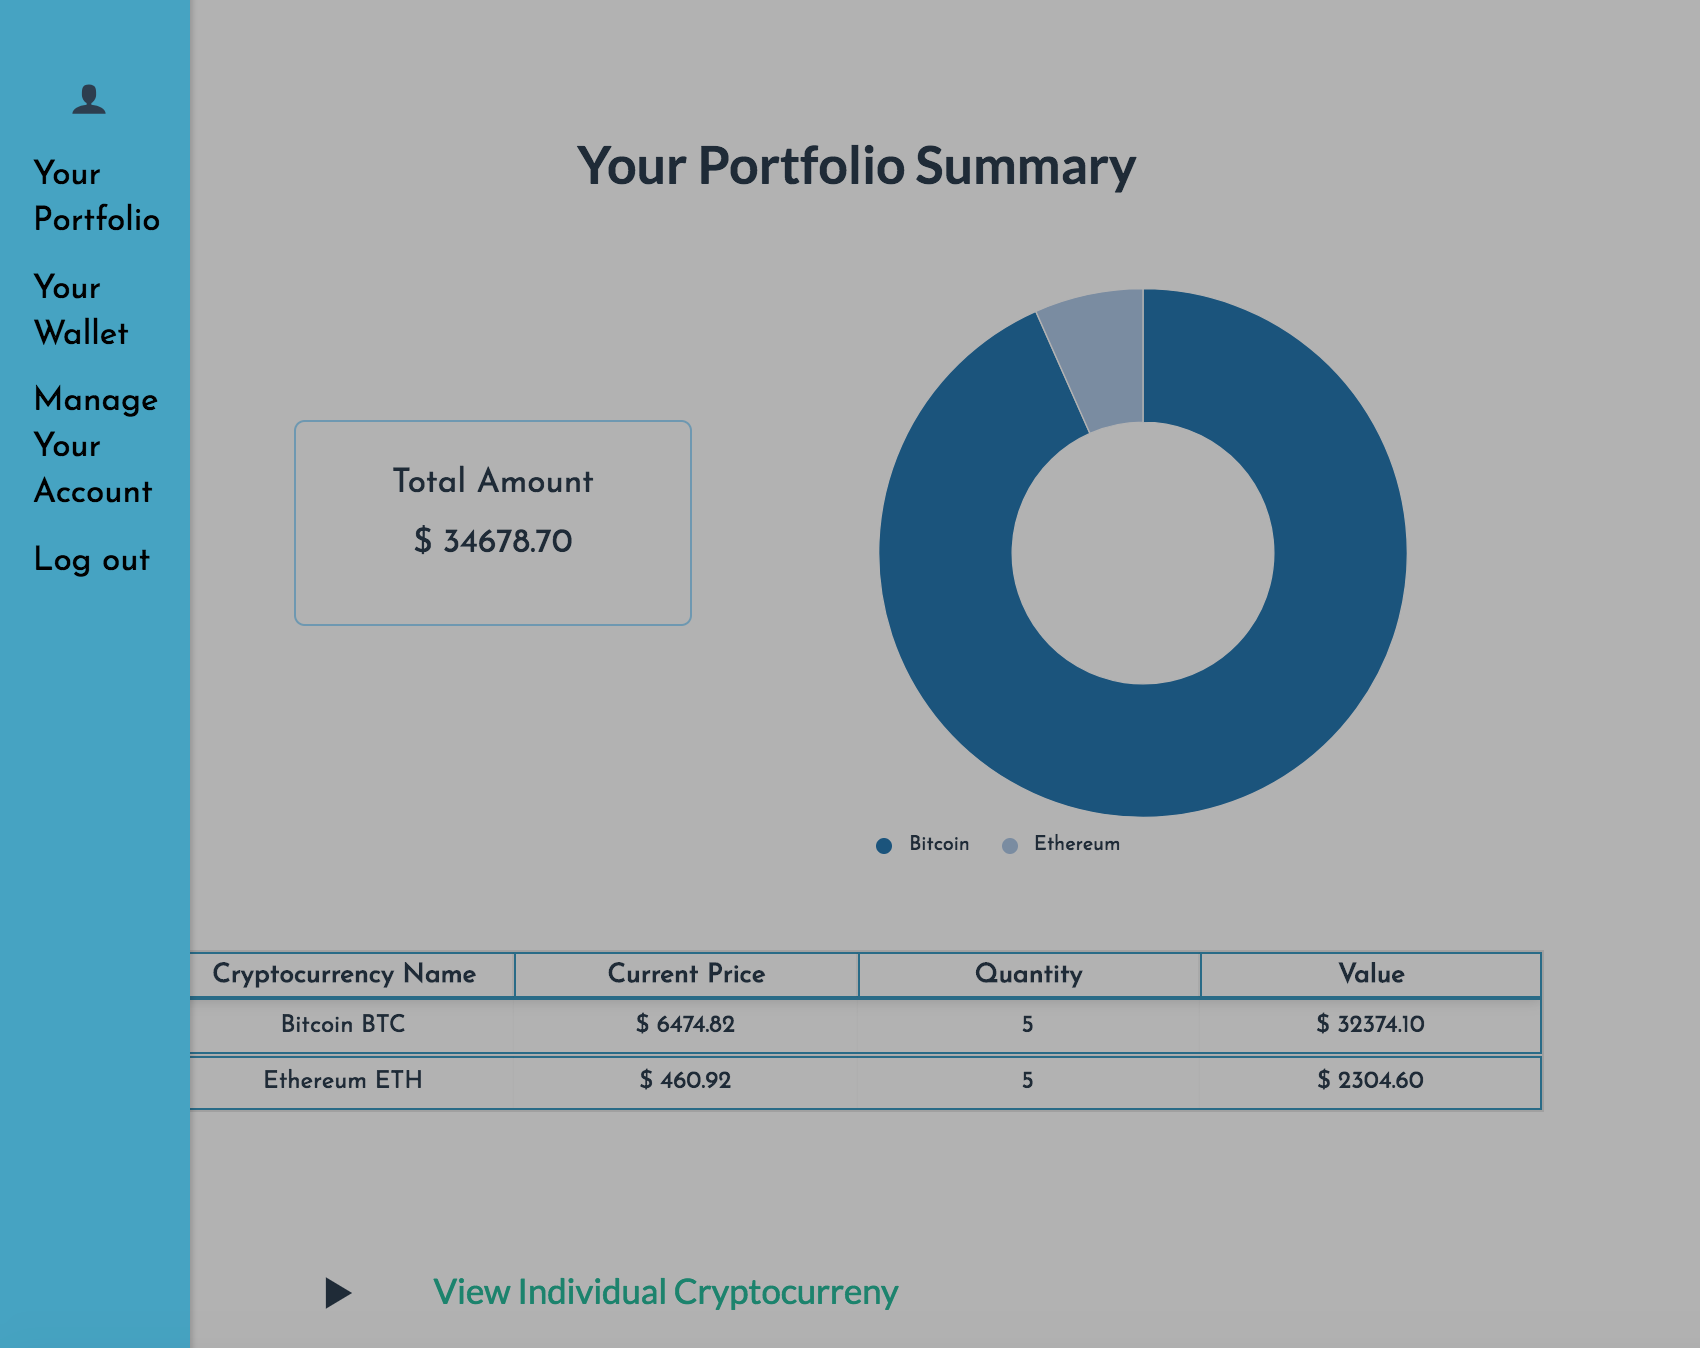 Your
Portfolio
Your
Wallet
Manage
Your
Account
Log out
Your Portfolio Summary
Total Amount
$ 34678.70
Bitcoin Ethereum
Cryptocurrency Name Current Price Quantity Value
Bitcoin BTC $ 6474.82 5 $ 32374.10
Ethereum ETH $ 460.92 5 $ 2304.60
View Individual Cryptocurreny